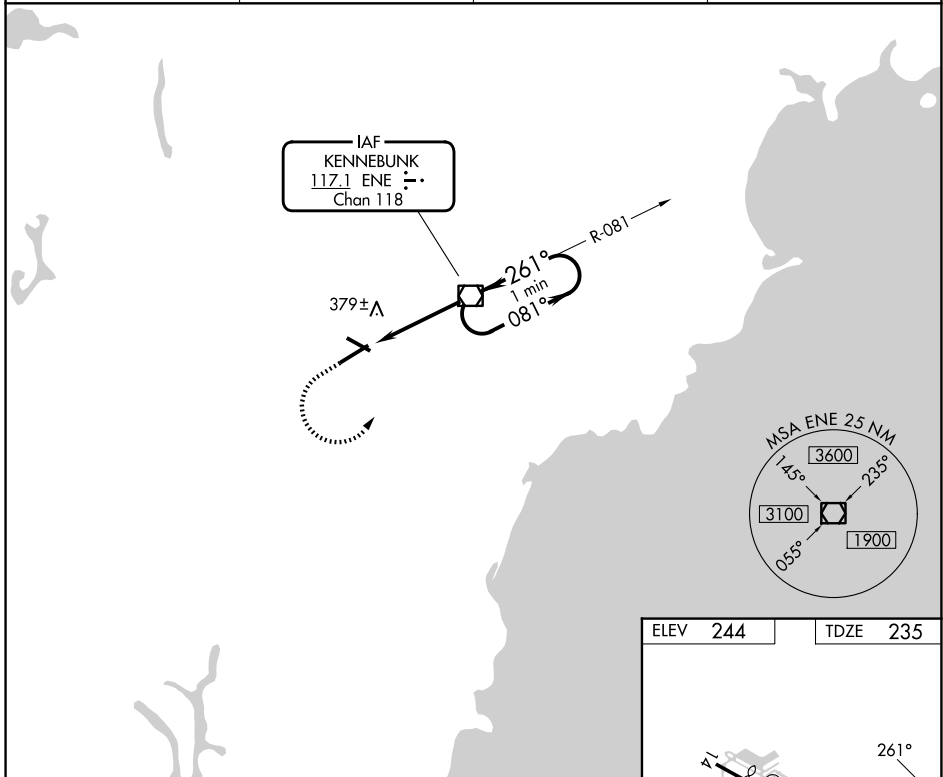 IAF
KENNEBUNK
117.1 ENE
Chan 118
R-081
261°
1 min
081°
379±
MSA ENE 25 NM
3600
145°
235°
3100
1900
055°
ELEV 244
TDZE 235
261°
14